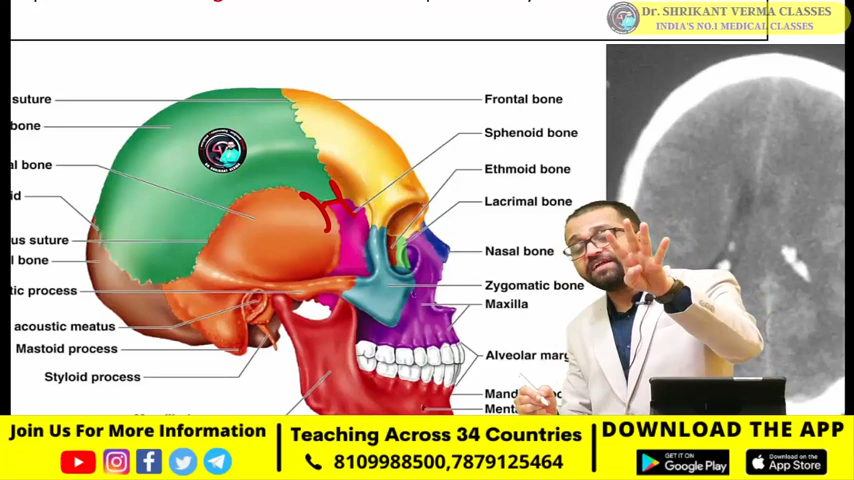 Dr. SHRIKANT VERMA CLASSES
INDIA'S NO.1 MEDICAL CLASSES
suture
bone
al bone
id
us suture
l bone
tic process
acoustic meatus
Mastoid process
Styloid process
Frontal bone
Sphenoid bone
Ethmoid bone
Lacrimal bone
Nasal bone
Zygomatic bone
Maxilla
Alveolar marg
Mand
Ment
Join Us For More Information
Teaching Across 34 Countries
8109988500,7879125464
DOWNLOAD THE APP
GET IT ON
Google Play
Download on the
App Store